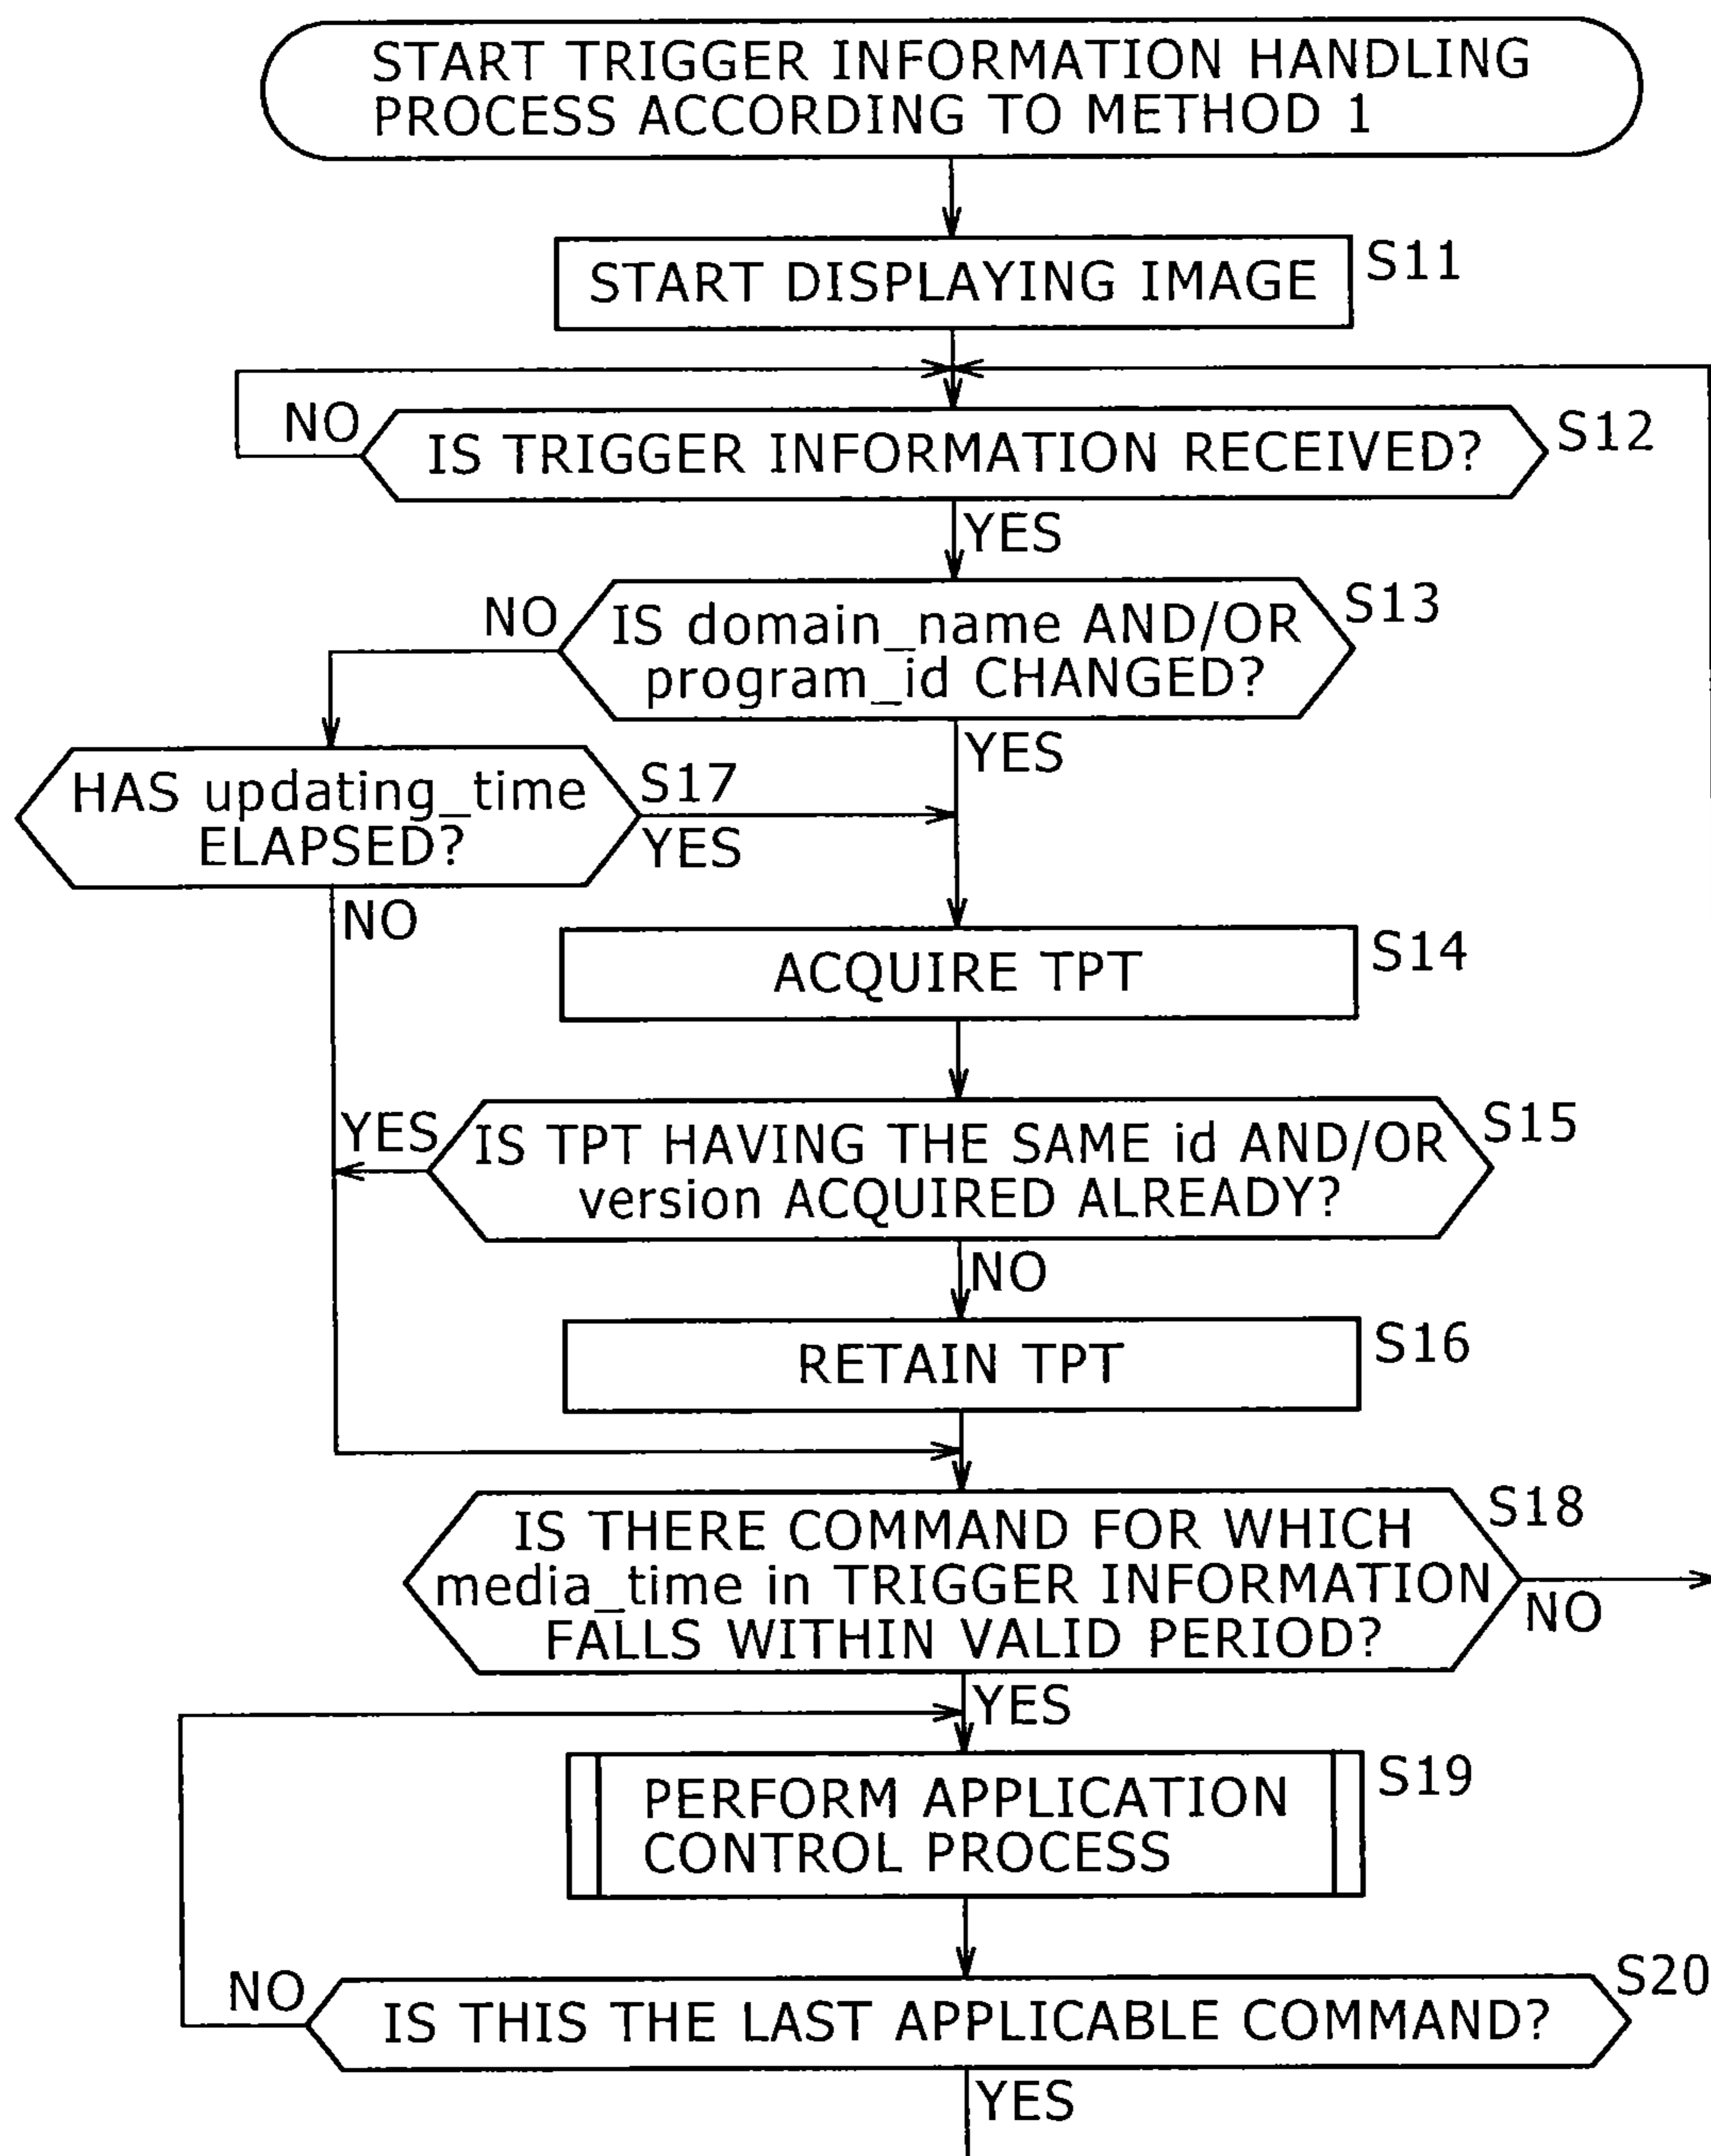 START TRIGGER INFORMATION HANDLING
PROCESS ACCORDING TO METHOD 1
START DISPLAYING IMAGE
S11
NO
IS TRIGGER INFORMATION RECEIVED?
S12
YES
NO
IS domain_name AND/OR
program_id CHANGED?
S13
YES
HAS updating_time
ELAPSED?
S17
YES
NO
ACQUIRE TPT
S14
YES
IS TPT HAVING THE SAME id AND/OR
version ACQUIRED ALREADY?
S15
NO
RETAIN TPT
S16
IS THERE COMMAND FOR WHICH
media_time in TRIGGER INFORMATION
FALLS WITHIN VALID PERIOD?
S18
NO
YES
PERFORM APPLICATION
CONTROL PROCESS
S19
NO
IS THIS THE LAST APPLICABLE COMMAND?
S20
YES